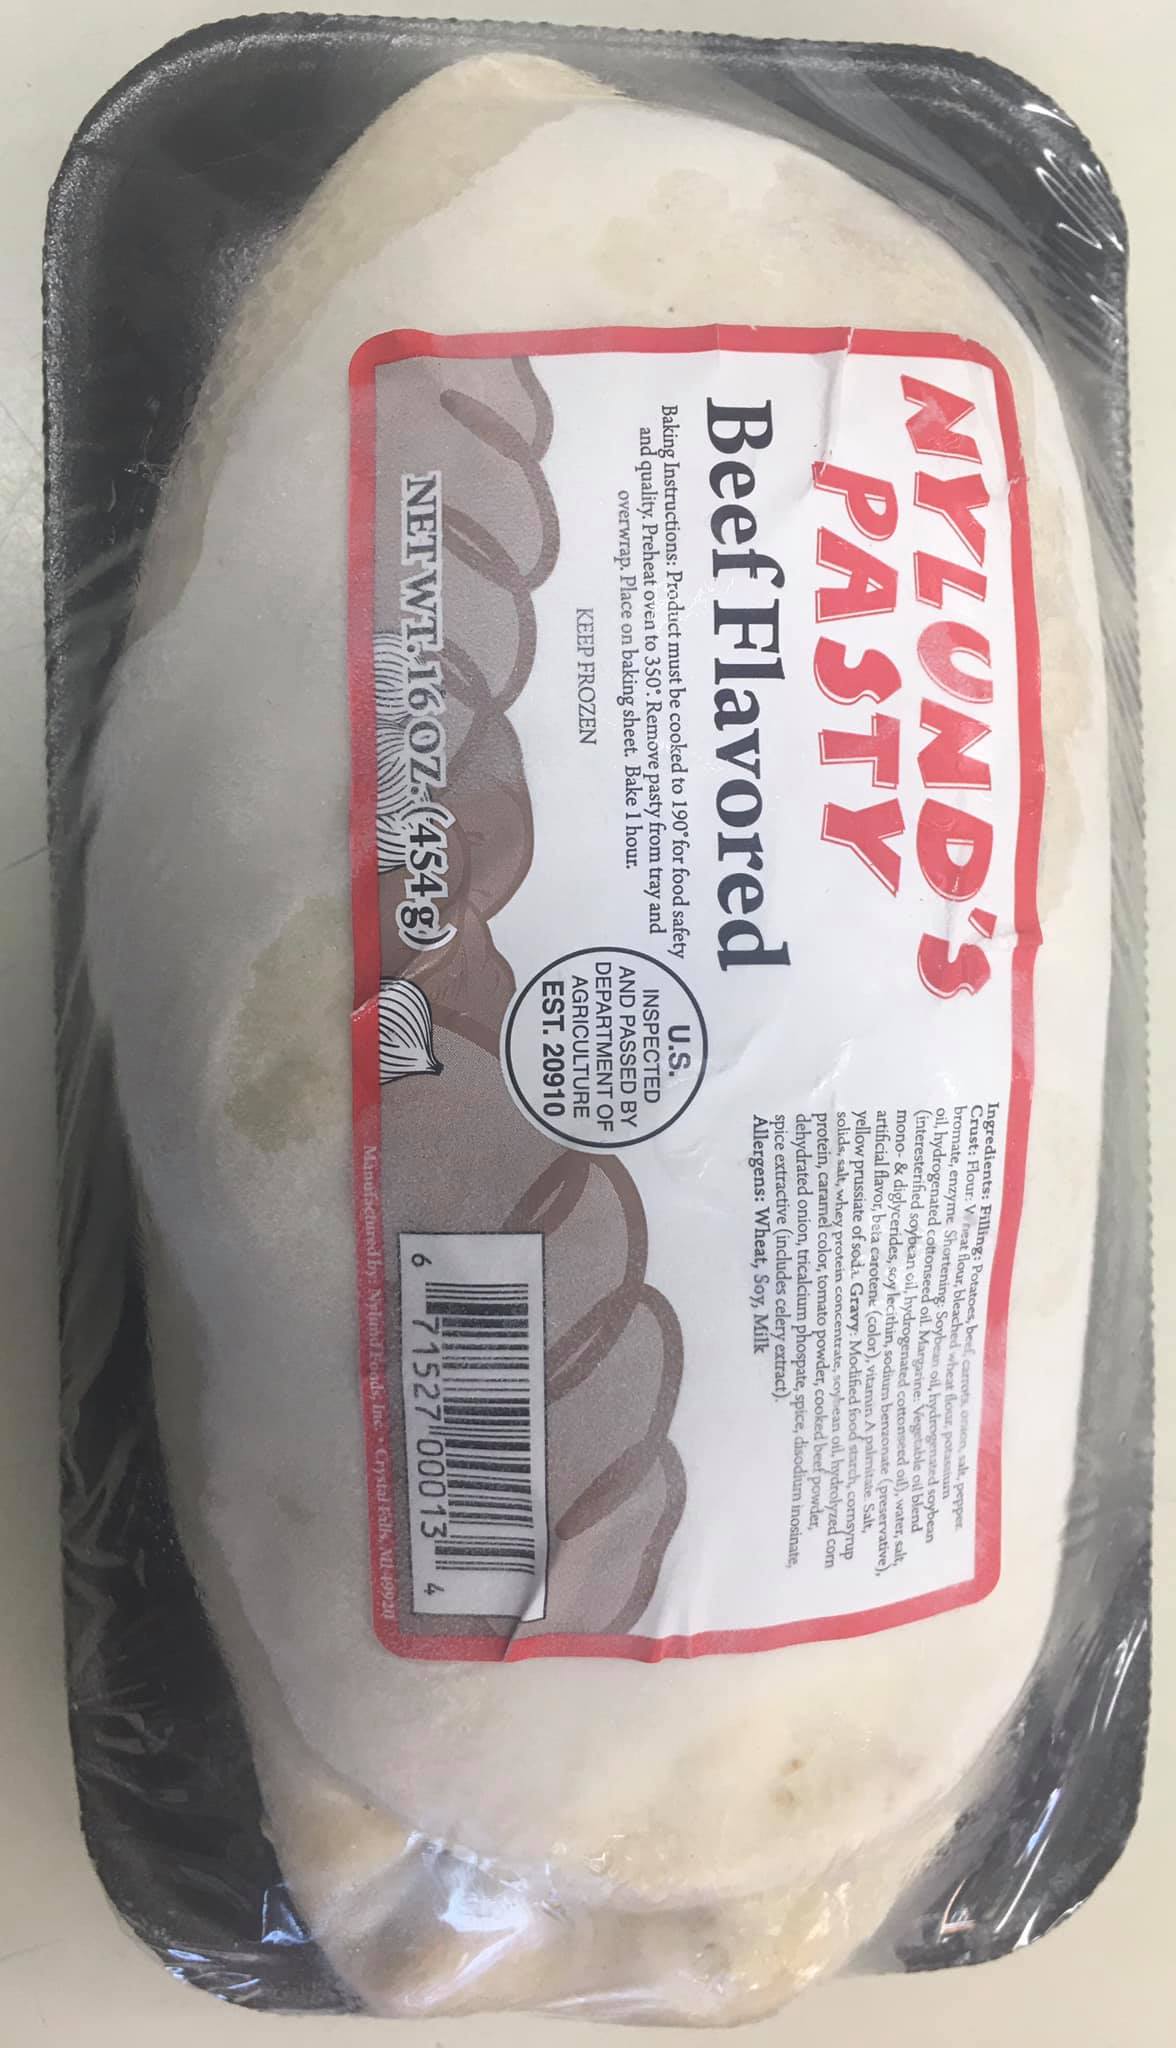 NYLUND'S
PASTY
Beef Flavored
Baking Instructions: Product must be cooked to 190° for food safety
and quality. Preheat oven to 350°. Remove pasty from tray and
overwrap. Place on baking sheet. Bake 1 hour.
KEEP FROZEN
NET WT. 16 OZ. (454g)
U.S.
INSPECTED
AND PASSED BY
DEPARTMENT OF
AGRICULTURE
EST. 20910
Ingredients: Filling: Potatoes, beef, carrots, onion, salt, pepper.
Crust: Flour: Wheat flour, bleached wheat flour, potassium
bromate, enzyme. Shortening: Soybean oil, hydrogenated soybean
oil, hydrogenated cottonseed oil. Margarine: Vegetable oil blend
(interesterified soybean oil, hydrogenated cottonseed oil), water, salt,
mono- & diglycerides, soy lecithin, sodium benzonate (preservative),
artificial flavor, beta carotene (color), vitamin A palmitate. Salt,
yellow prussiate of soda. Gravy: Modified food starch, cornsyrup
solids, salt, whey protein concentrate, soybean oil, hydrolyzed corn
protein, caramel color, tomato powder, cooked beef powder,
dehydrated onion, tricalcium phospate, spice, disodium inosinate,
spice extractive (includes celery extract).
Allergens: Wheat, Soy, Milk
6 71527 00013 4
Manufactured by: Nylund Foods, Inc. • Crystal Falls, MI 49920